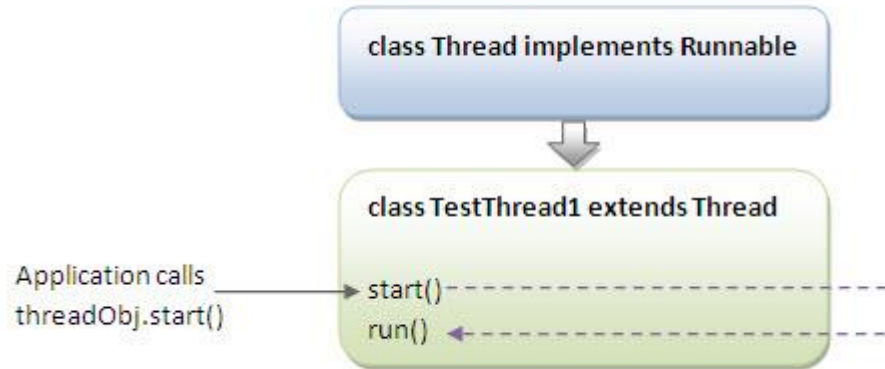 class Thread implements Runnable
class TestThread1 extends Thread
Application calls
threadObj.start()
start()
run()